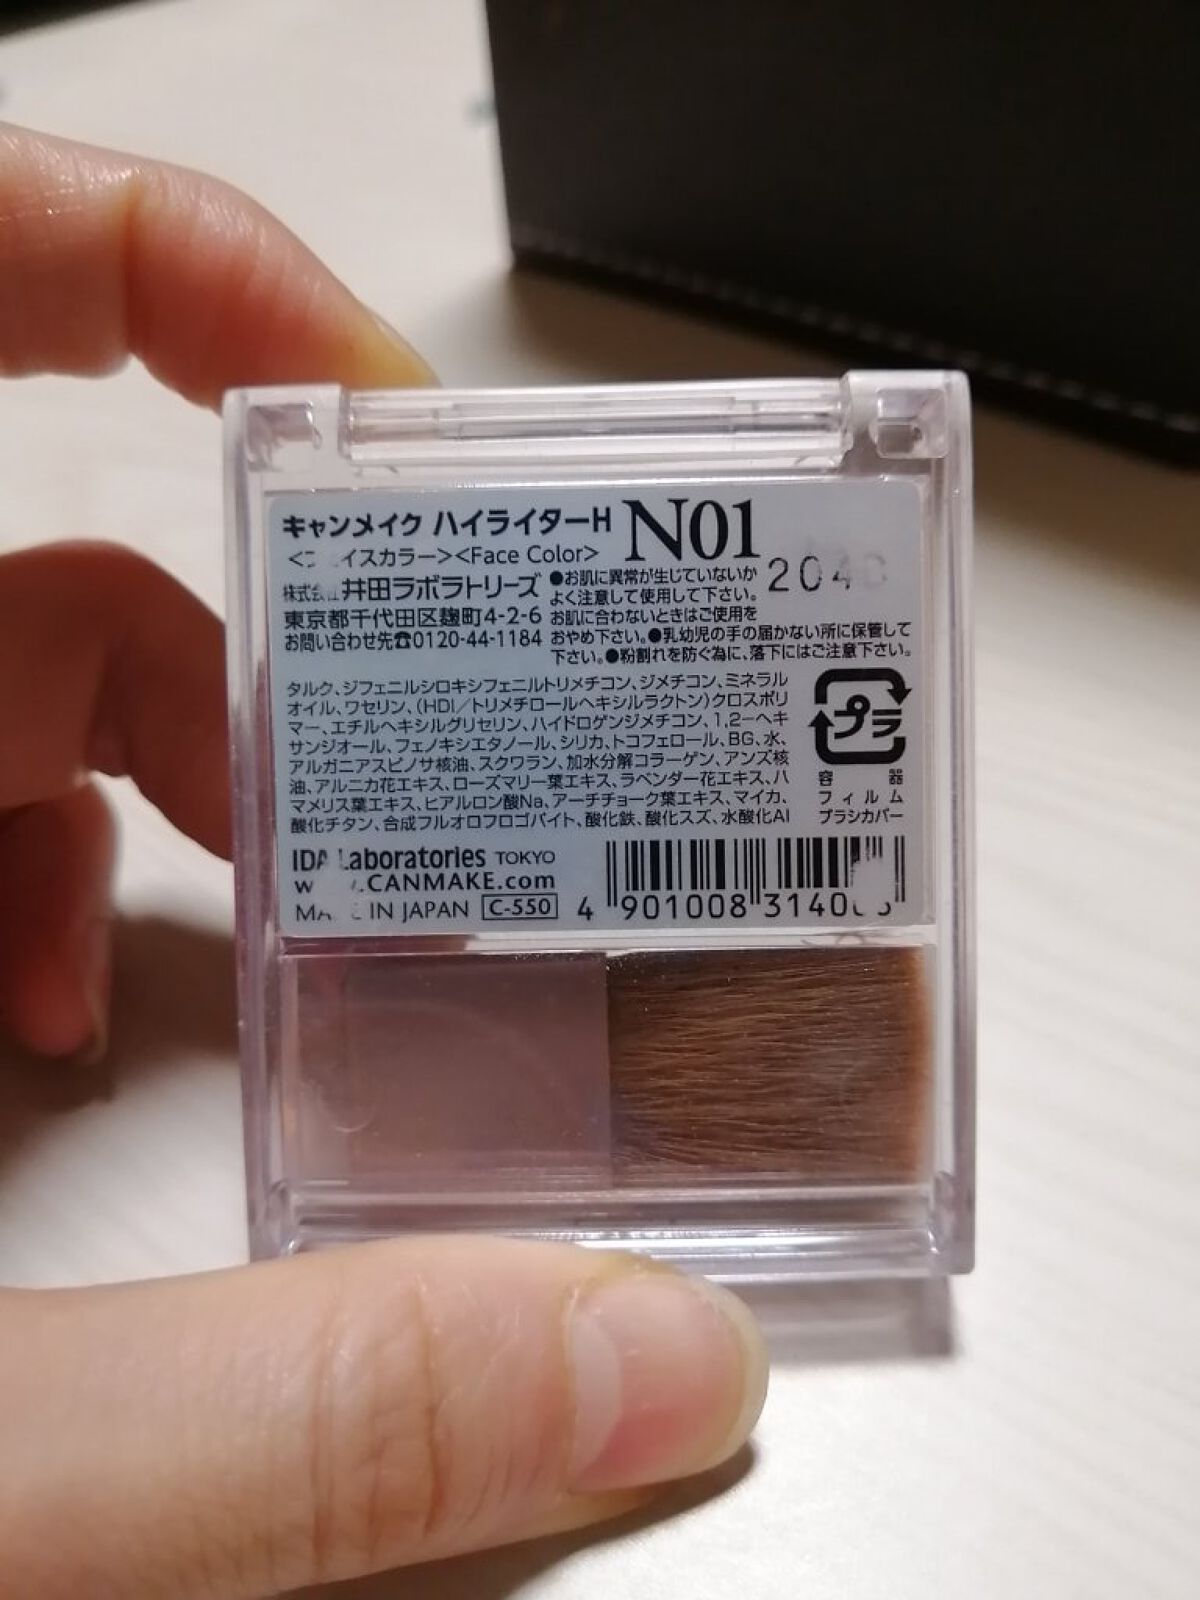 キャンメイク ハイライターH N01
イスカラー><Face Color>
井田ラボラトリーズ
東京都千代田区麹町4-2-6
お問い合わせ先☎0120-44-1184
●お肌に異常が生じていないか
よく注意して使用して下さい。
お肌に合わないときはご使用を
おやめ下さい。●乳幼児の手の届かない所に保管して
下さい。●粉割れを防ぐ為に、落下にはご注意下さい。
タルク、ジフェニルシロキシフェニルトリメチコン、ジメチコン、ミネラル
オイル、ワセリン、(HDI/トリメチロールヘキシルラクトン)クロスポリ
マー、エチルヘキシルグリセリン、ハイドロゲンジメチコン、1,2-ヘキ
サンジオール、フェノキシエタノール、シリカ、トコフェロール、BG、水、
アルガニアスピノサ核油、スクワラン、加水分解コラーゲン、アンズ核
油、アルニカ花エキス、ローズマリー葉エキス、ラベンダー花エキス、ハ
マメリス葉エキス、ヒアルロン酸Na、アーチチョーク葉エキス、マイカ、
酸化チタン、合成フルオロフロゴパイト、酸化鉄、酸化スズ、水酸化Al
プラ
容器
フィルム
ブラシカバー
Laboratories TOKYO
.CANMAKE.com
IN JAPAN C-550
4 901008 3140